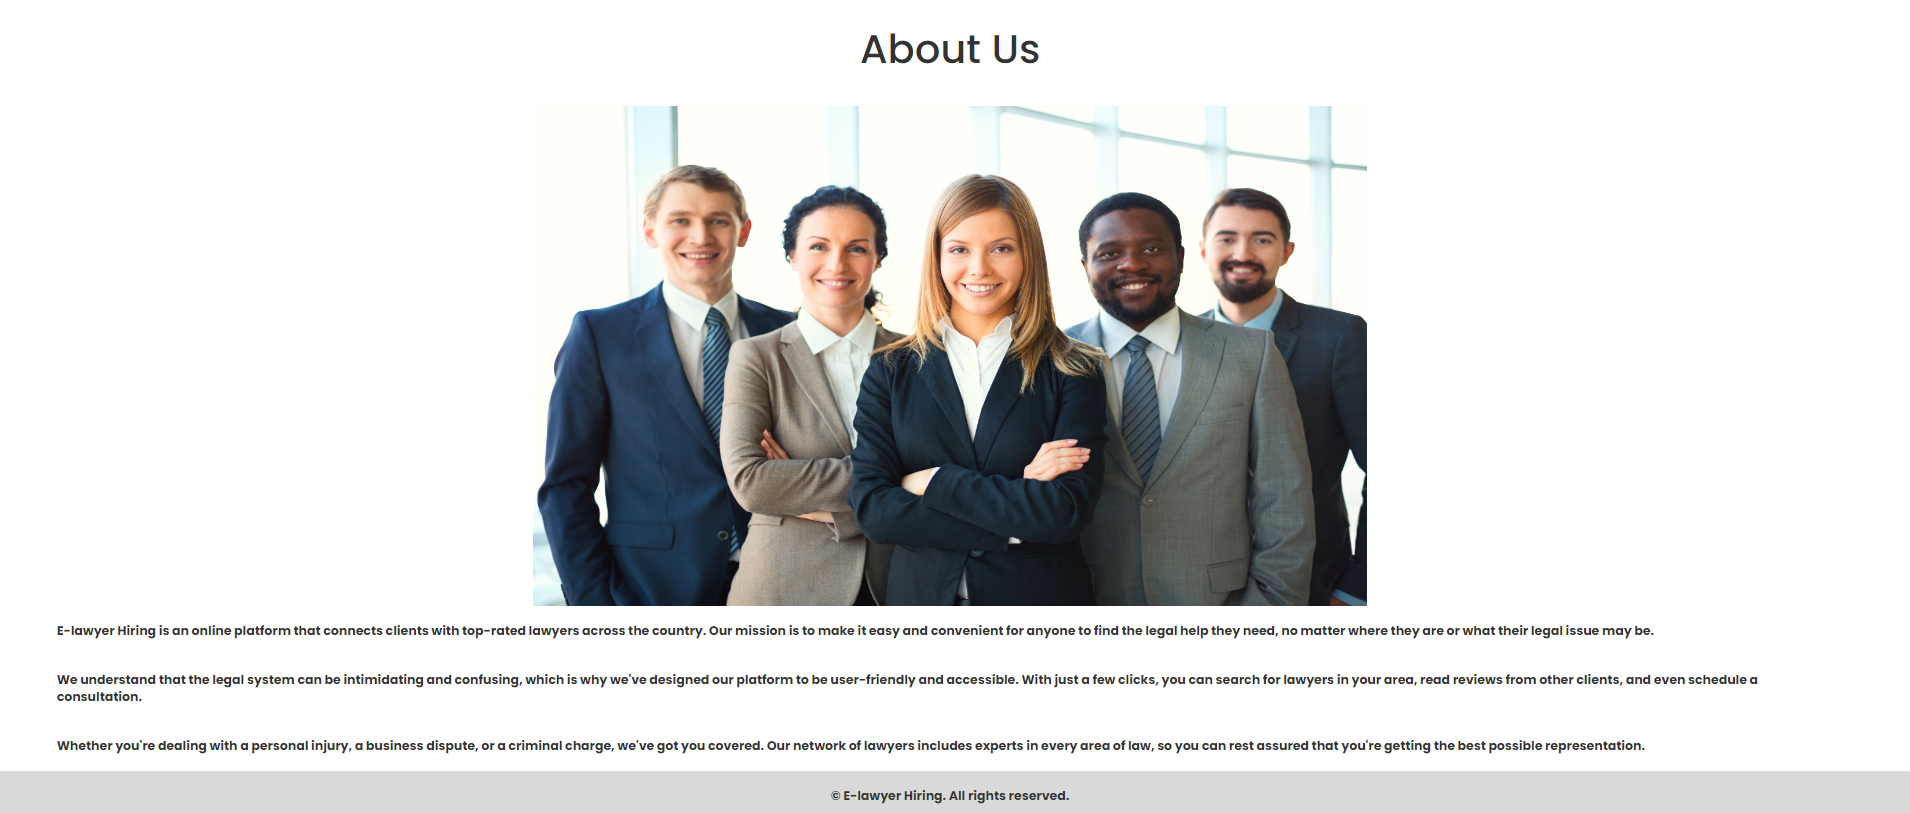 About Us
E-lawyer Hiring is an online platform that connects clients with top-rated lawyers across the country. Our mission is to make it easy and convenient for anyone to find the legal help they need, no matter where they are or what their legal issue may be.
We understand that the legal system can be intimidating and confusing, which is why we've designed our platform to be user-friendly and accessible. With just a few clicks, you can search for lawyers in your area, read reviews from other clients, and even schedule a
consultation.
Whether you're dealing with a personal injury, a business dispute, or a criminal charge, we've got you covered. Our network of lawyers includes experts in every area of law, so you can rest assured that you're getting the best possible representation.
© E-lawyer Hiring. All rights reserved.